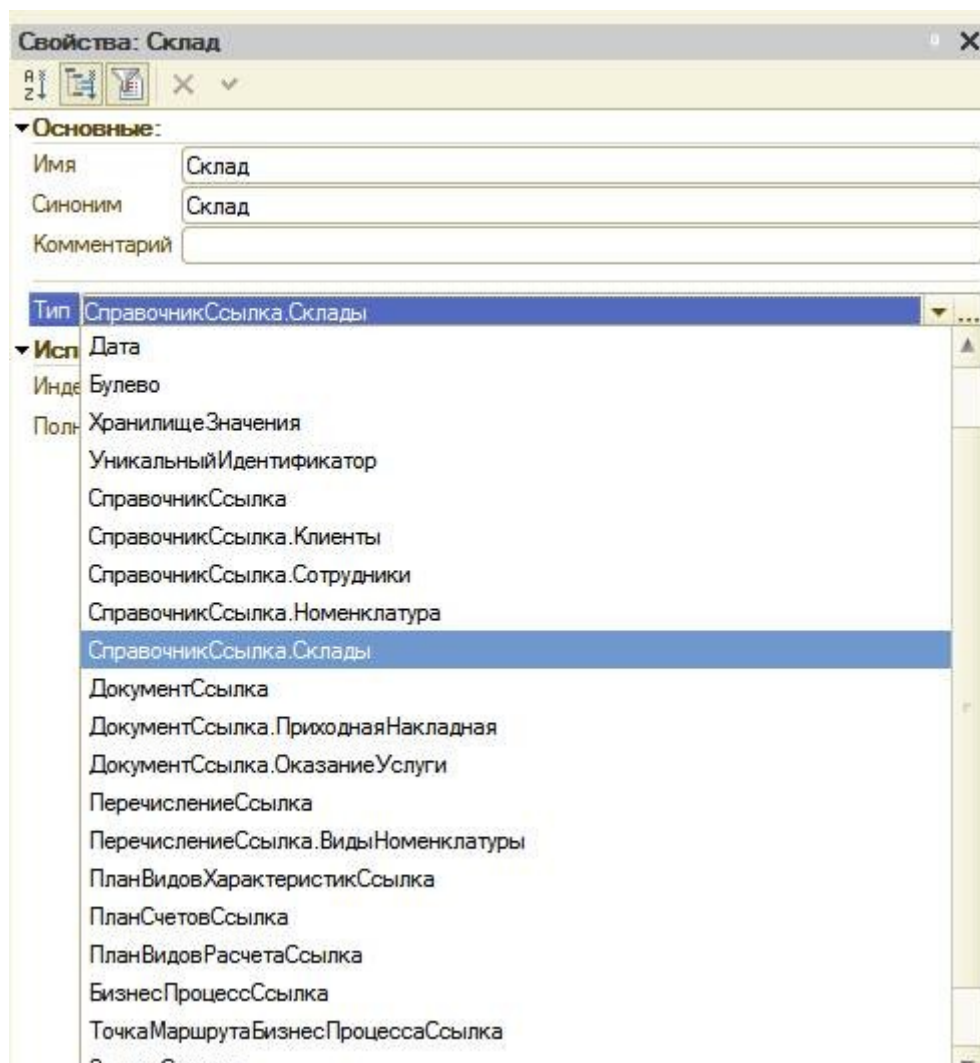 Свойства: Склад
Основные:
Имя Склад
Синоним Склад
Комментарий
Тип СправочникСсылка.Склады ...
Дата
Булево
ХранилищеЗначения
УникальныйИдентификатор
СправочникСсылка
СправочникСсылка.Клиенты
СправочникСсылка.Сотрудники
СправочникСсылка.Номенклатура
СправочникСсылка.Склады
ДокументСсылка
ДокументСсылка.ПриходнаяНакладная
ДокументСсылка.ОказаниеУслуги
ПеречислениеСсылка
ПеречислениеСсылка.ВидыНоменклатуры
ПланВидовХарактеристикСсылка
ПланСчетовСсылка
ПланВидовРасчетаСсылка
БизнесПроцессСсылка
ТочкаМаршрутаБизнесПроцессаСсылка